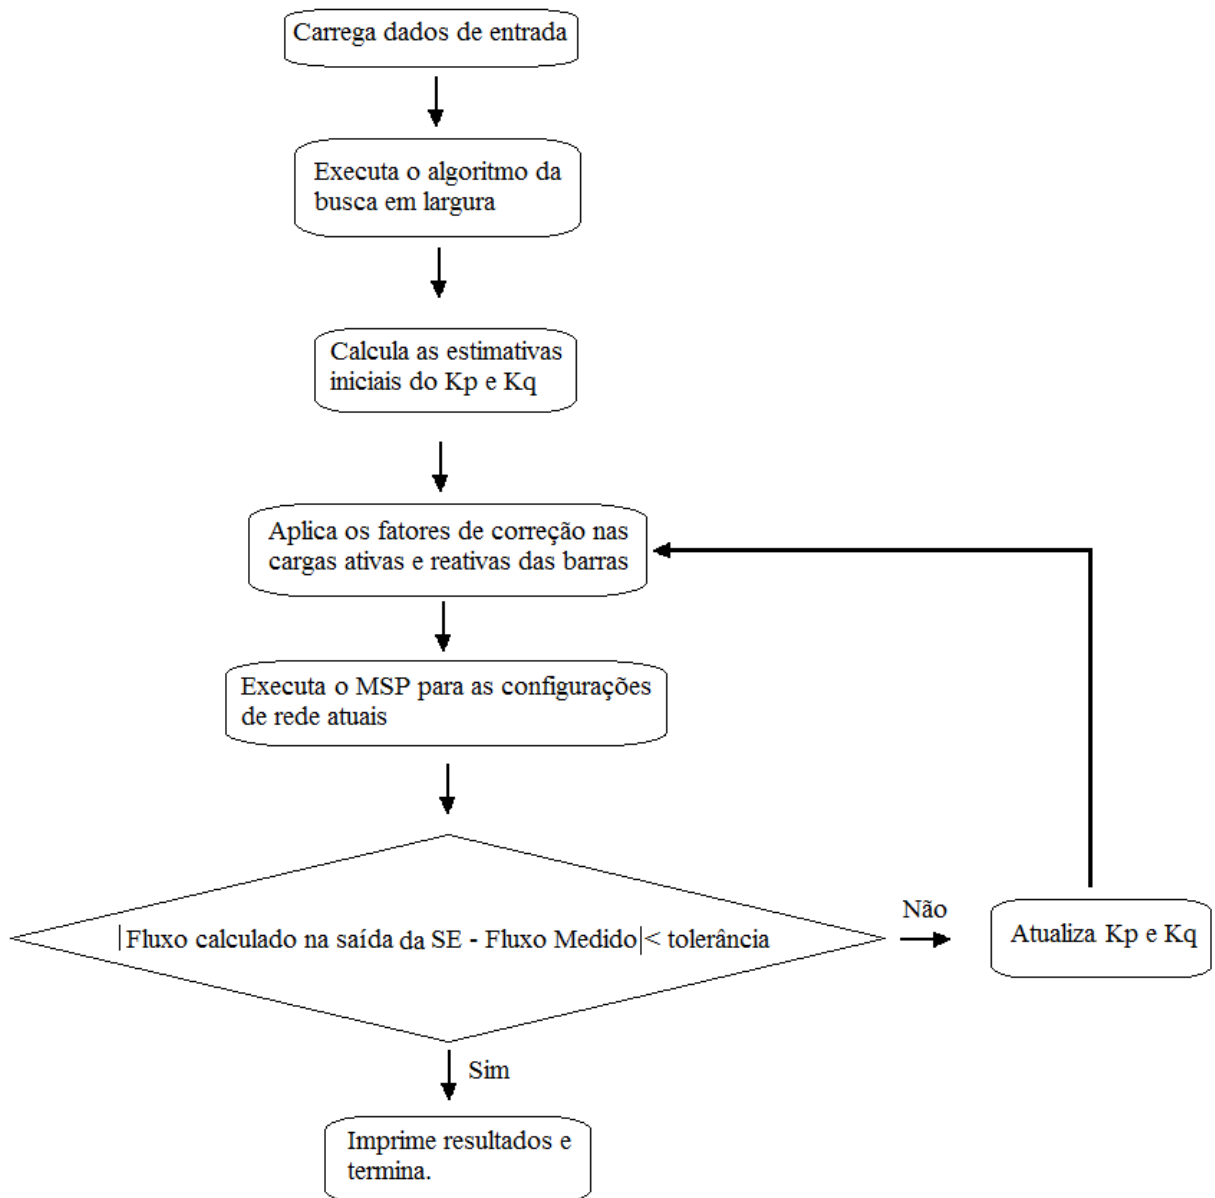 Carrega dados de entrada
Executa o algoritmo da
busca em largura
Calcula as estimativas
iniciais do Kp e Kq
Aplica os fatores de correção nas
cargas ativas e reativas das barras
Executa o MSP para as configurações
de rede atuais
|Fluxo calculado na saída da SE - Fluxo Medido|< tolerância
Não
Atualiza Kp e Kq
Sim
Imprime resultados e
termina.